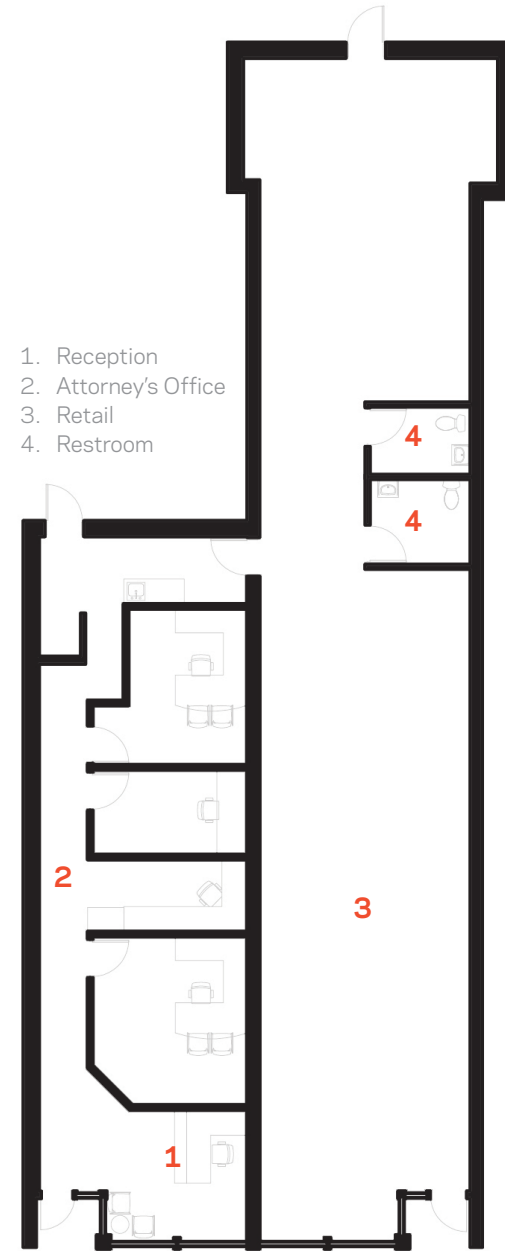 1. Reception
2. Attorney's Office
3. Retail
4. Restroom
4
4
2
3
1